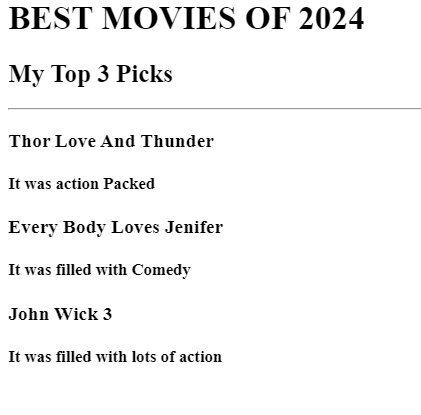 BEST MOVIES OF 2024
My Top 3 Picks
Thor Love And Thunder
It was action Packed
Every Body Loves Jenifer
It was filled with Comedy
John Wick 3
It was filled with lots of action